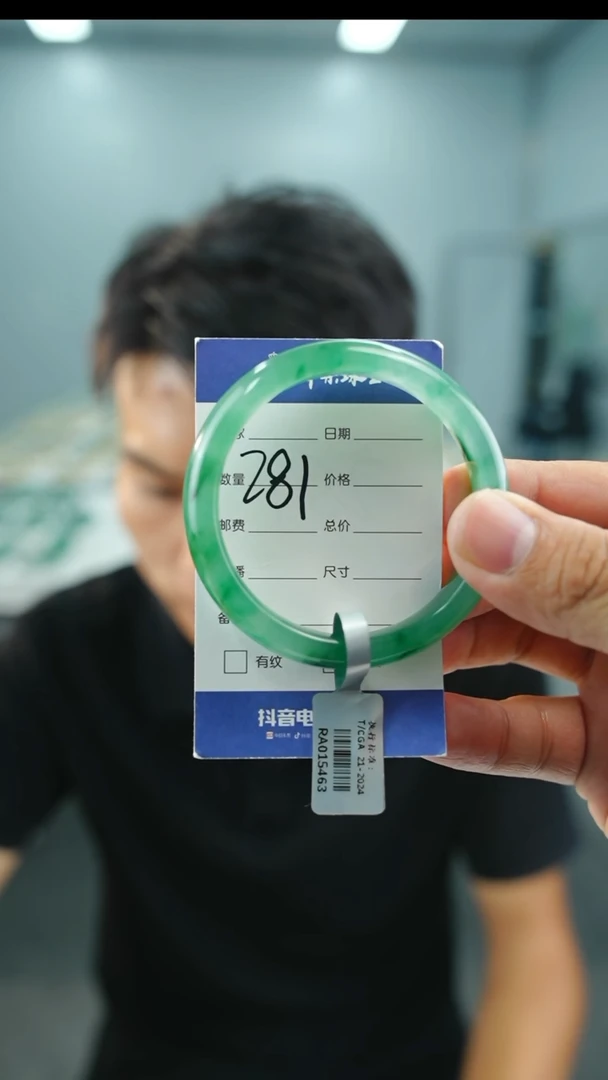 日期
数量 281 价格
邮费 总价
尺寸
备
有纹
抖音电
执行标准:
T/CGA 21-2024
RA015463